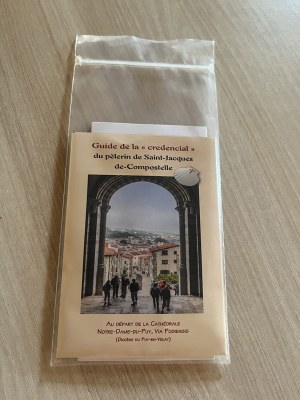 Guide de la « credencial »
du pèlerin de Saint-Jacques
de-Compostelle
Au départ de la Cathédrale
Notre-Dame-du-Puy, Via Podiensis
(Diocèse du Puy-en-Velay)